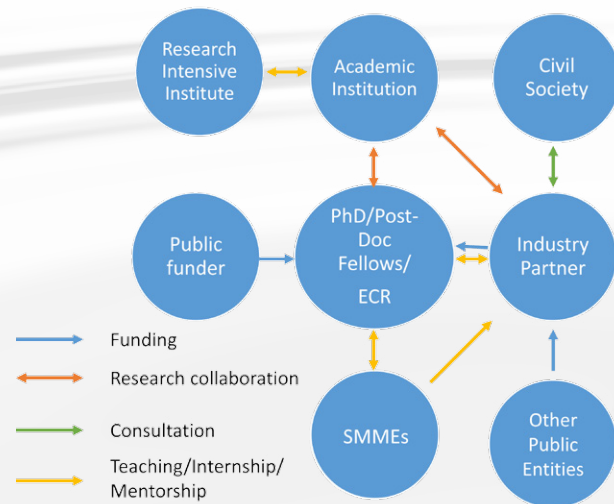 Research
Intensive
Institute
Academic
Institution
Civil
Society
Public
funder
PhD/Post-
Doc
Fellows/
ECR
Industry
Partner
Funding
Research collaboration
Consultation
Teaching/Internship/
Mentorship
SMMEs
Other
Public
Entities